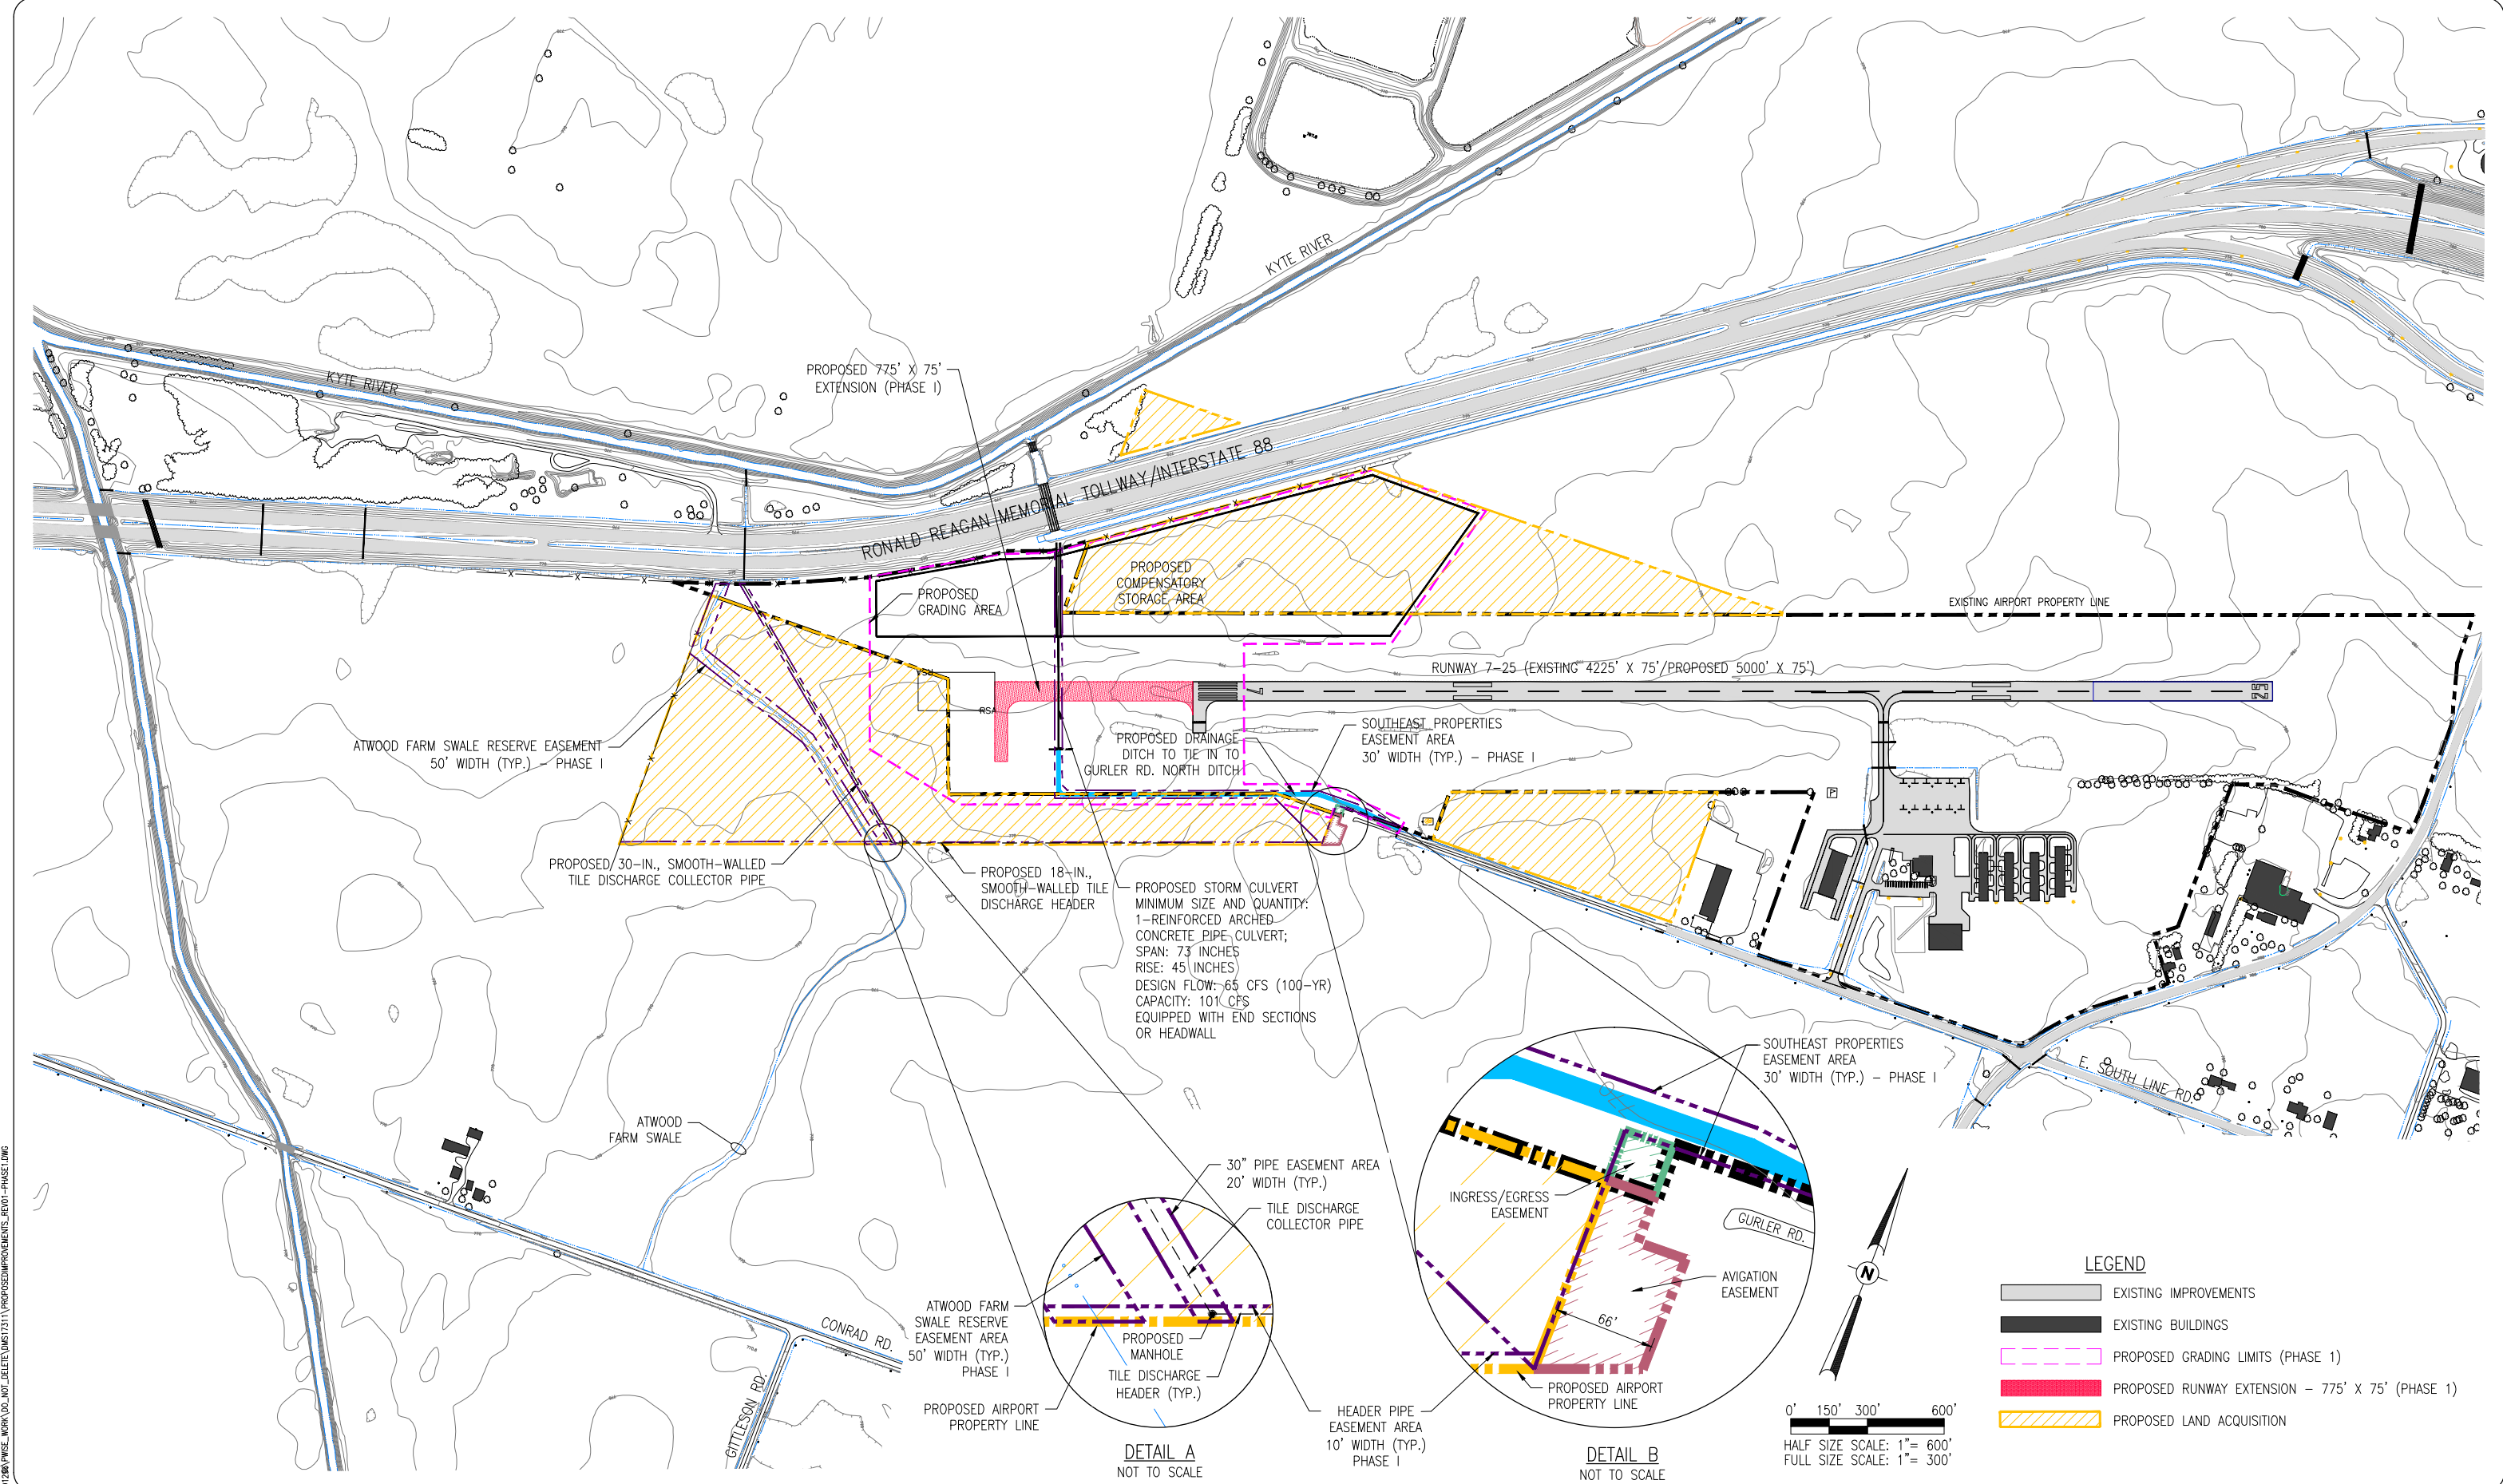 KYTE RIVER
KYTE RIVER
PROPOSED 775' X 75'
EXTENSION (PHASE I)
RONALD REAGAN MEMORIAL TOLLWAY/INTERSTATE 88
PROPOSED
GRADING AREA
PROPOSED
COMPENSATORY
STORAGE AREA
EXISTING AIRPORT PROPERTY LINE
RUNWAY 7-25 (EXISTING 4225' X 75'/PROPOSED 5000' X 75')
RSA
RSA
25
ATWOOD FARM SWALE RESERVE EASEMENT
50' WIDTH (TYP.) - PHASE I
PROPOSED DRAINAGE
DITCH TO TIE IN TO
GURLER RD. NORTH DITCH
SOUTHEAST PROPERTIES
EASEMENT AREA
30' WIDTH (TYP.) - PHASE I
P
PROPOSED 30-IN, SMOOTH-WALLED
TILE DISCHARGE COLLECTOR PIPE
PROPOSED 18-IN.,
SMOOTH-WALLED TILE
DISCHARGE HEADER
PROPOSED STORM CULVERT
MINIMUM SIZE AND QUANTITY:
1-REINFORCED ARCHED
CONCRETE PIPE CULVERT;
SPAN: 73 INCHES
RISE: 45 INCHES
DESIGN FLOW: 65 CFS (100-YR)
CAPACITY: 101 CFS
EQUIPPED WITH END SECTIONS
OR HEADWALL
ATWOOD
FARM SWALE
E. SOUTH LINE RD.
CONRAD RD.
GITTLESON RD.
30" PIPE EASEMENT AREA
20' WIDTH (TYP.)
TILE DISCHARGE
COLLECTOR PIPE
ATWOOD FARM
SWALE RESERVE
EASEMENT AREA
50' WIDTH (TYP.)
PHASE I
PROPOSED
MANHOLE
TILE DISCHARGE
HEADER (TYP.)
PROPOSED AIRPORT
PROPERTY LINE
HEADER PIPE
EASEMENT AREA
10' WIDTH (TYP.)
PHASE I
DETAIL A
NOT TO SCALE
SOUTHEAST PROPERTIES
EASEMENT AREA
30' WIDTH (TYP.) - PHASE I
INGRESS/EGRESS
EASEMENT
GURLER RD.
AVIGATION
EASEMENT
66'
PROPOSED AIRPORT
PROPERTY LINE
DETAIL B
NOT TO SCALE
N
0' 150' 300' 600'
HALF SIZE SCALE: 1"= 600'
FULL SIZE SCALE: 1"= 300'
LEGEND
EXISTING IMPROVEMENTS
EXISTING BUILDINGS
PROPOSED GRADING LIMITS (PHASE 1)
PROPOSED RUNWAY EXTENSION - 775' X 75' (PHASE 1)
PROPOSED LAND ACQUISITION